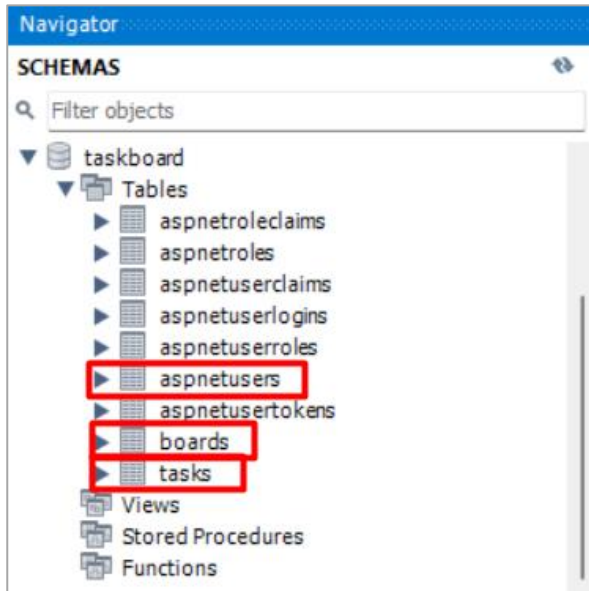 Navigator
SCHEMAS
Filter objects
taskboard
Tables
aspnetroleclaims
aspnetroles
aspnetuserclaims
aspnetuserlogins
aspnetuserroles
aspnetusers
aspnetusertokens
boards
tasks
Views
Stored Procedures
Functions